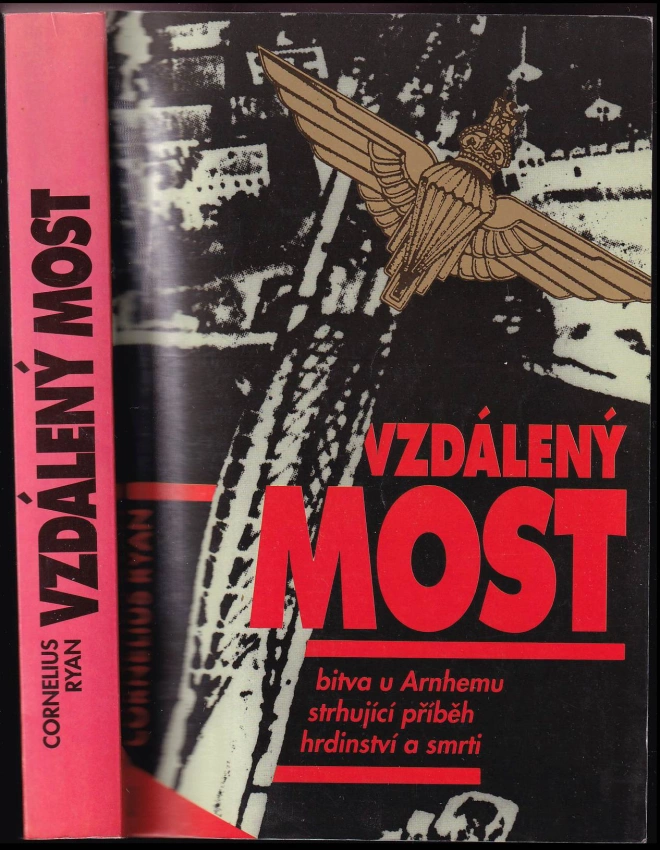 CORNELIUS
RYAN
VZDÁLENÝ MOST
CORNELIUS RYAN
VZDÁLENÝ
MOST
bitva u Arnhemu
strhující příběh
hrdinství a smrti